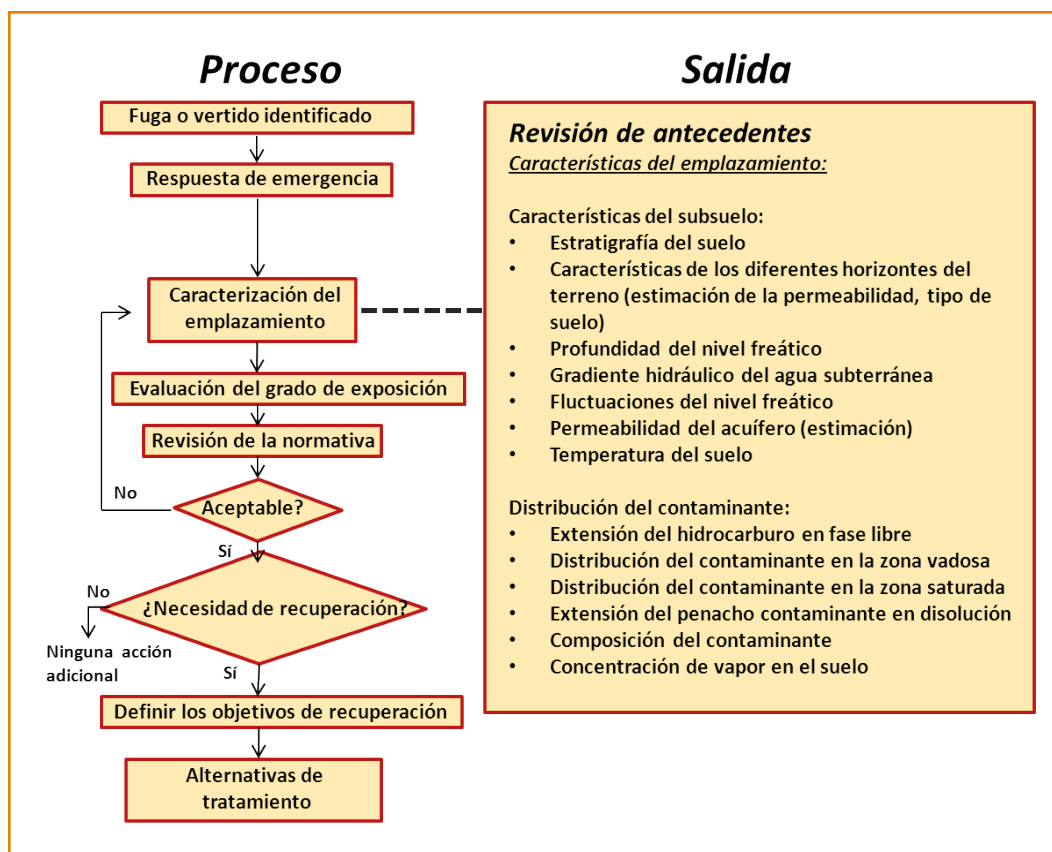 Proceso
Fuga o vertido identificado
Respuesta de emergencia
Caracterización del
emplazamiento
Evaluación del grado de exposición
Revisión de la normativa
No
Aceptable?
Sí
No
¿Necesidad de recuperación?
Ninguna acción
adicional
Sí
Definir los objetivos de recuperación
Alternativas de
tratamiento
Salida
Revisión de antecedentes
Características del emplazamiento:
Características del subsuelo:
• Estratigrafía del suelo
• Características de los diferentes horizontes del
terreno (estimación de la permeabilidad, tipo de
suelo)
• Profundidad del nivel freático
• Gradiente hidráulico del agua subterránea
• Fluctuaciones del nivel freático
• Permeabilidad del acuífero (estimación)
• Temperatura del suelo
Distribución del contaminante:
• Extensión del hidrocarburo en fase libre
• Distribución del contaminante en la zona vadosa
• Distribución del contaminante en la zona saturada
• Extensión del penacho contaminante en disolución
• Composición del contaminante
• Concentración de vapor en el suelo